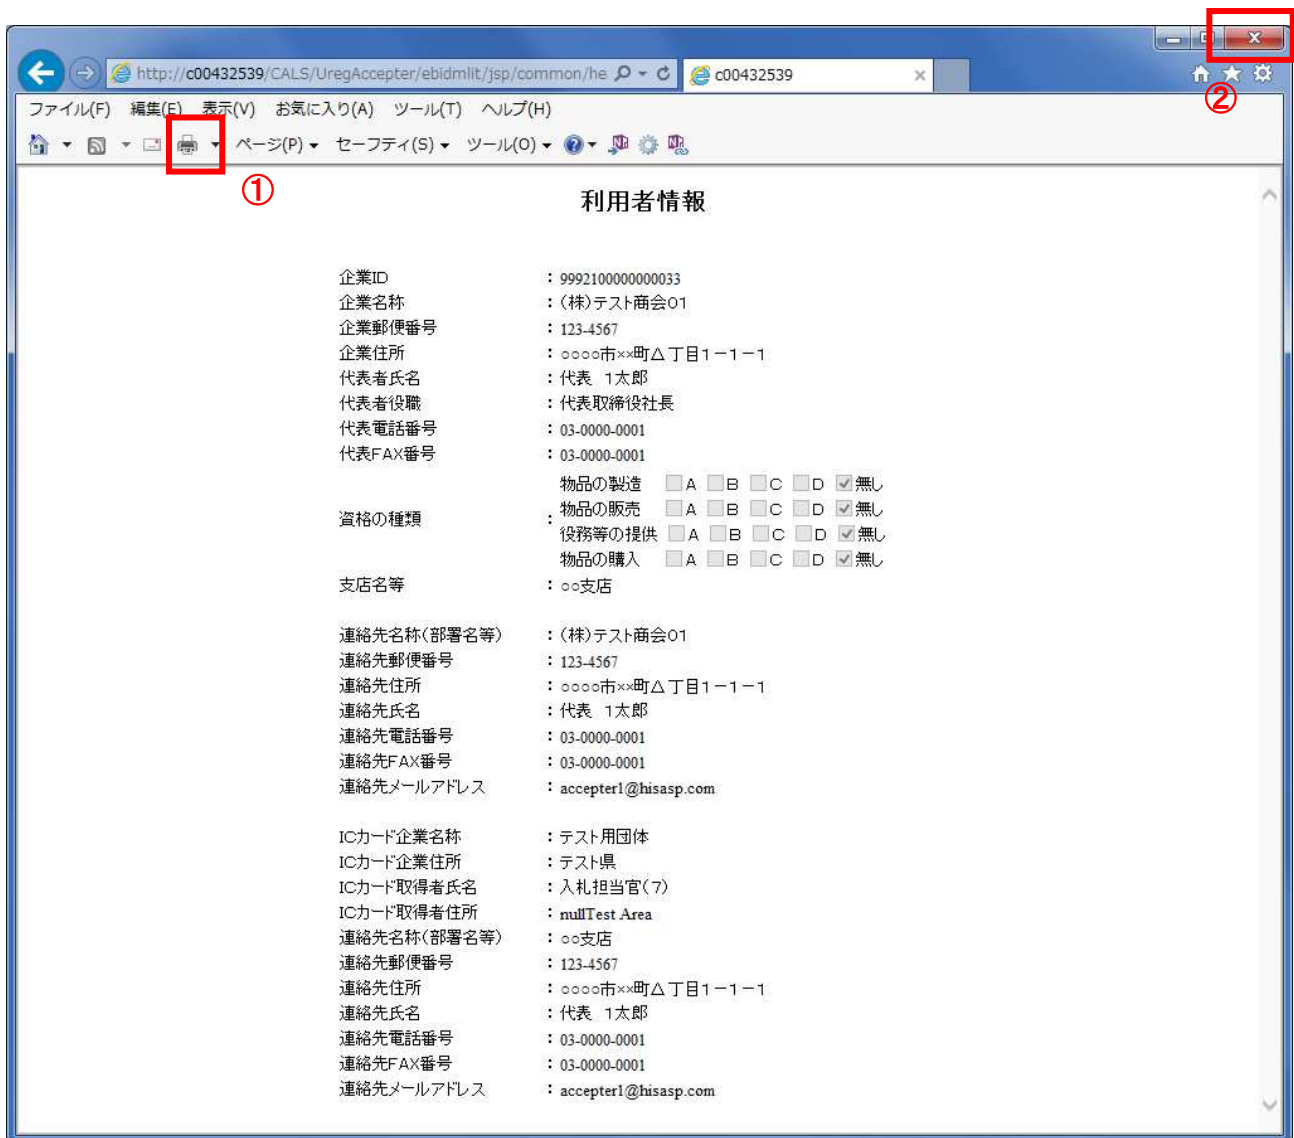 http://c00432539/CALS/UregAccepter/ebidmlit/jsp/common/he
c00432539
②
ファイル(F) 編集(E) 表示(V) お気に入り(A) ツール(T) ヘルプ(H)
ページ(P) セーフティ(S) ツール(O)
①
利用者情報
企業ID : 9992100000000033
企業名称 : (株)テスト商会01
企業郵便番号 : 123-4567
企業住所 : ○○○○市××町△丁目1-1-1
代表者氏名 : 代表 1太郎
代表者役職 : 代表取締役社長
代表電話番号 : 03-0000-0001
代表FAX番号 : 03-0000-0001
資格の種類 :
物品の製造 A B C D 無し
物品の販売 A B C D 無し
役務等の提供 A B C D 無し
物品の購入 A B C D 無し
支店名等 : ○○支店
連絡先名称(部署名等) : (株)テスト商会01
連絡先郵便番号 : 123-4567
連絡先住所 : ○○○○市××町△丁目1-1-1
連絡先氏名 : 代表 1太郎
連絡先電話番号 : 03-0000-0001
連絡先FAX番号 : 03-0000-0001
連絡先メールアドレス : accepter1@hisasp.com
ICカード企業名称 : テスト用団体
ICカード企業住所 : テスト県
ICカード取得者氏名 : 入札担当官(7)
ICカード取得者住所 : nullTest Area
連絡先名称(部署名等) : ○○支店
連絡先郵便番号 : 123-4567
連絡先住所 : ○○○○市××町△丁目1-1-1
連絡先氏名 : 代表 1太郎
連絡先電話番号 : 03-0000-0001
連絡先FAX番号 : 03-0000-0001
連絡先メールアドレス : accepter1@hisasp.com